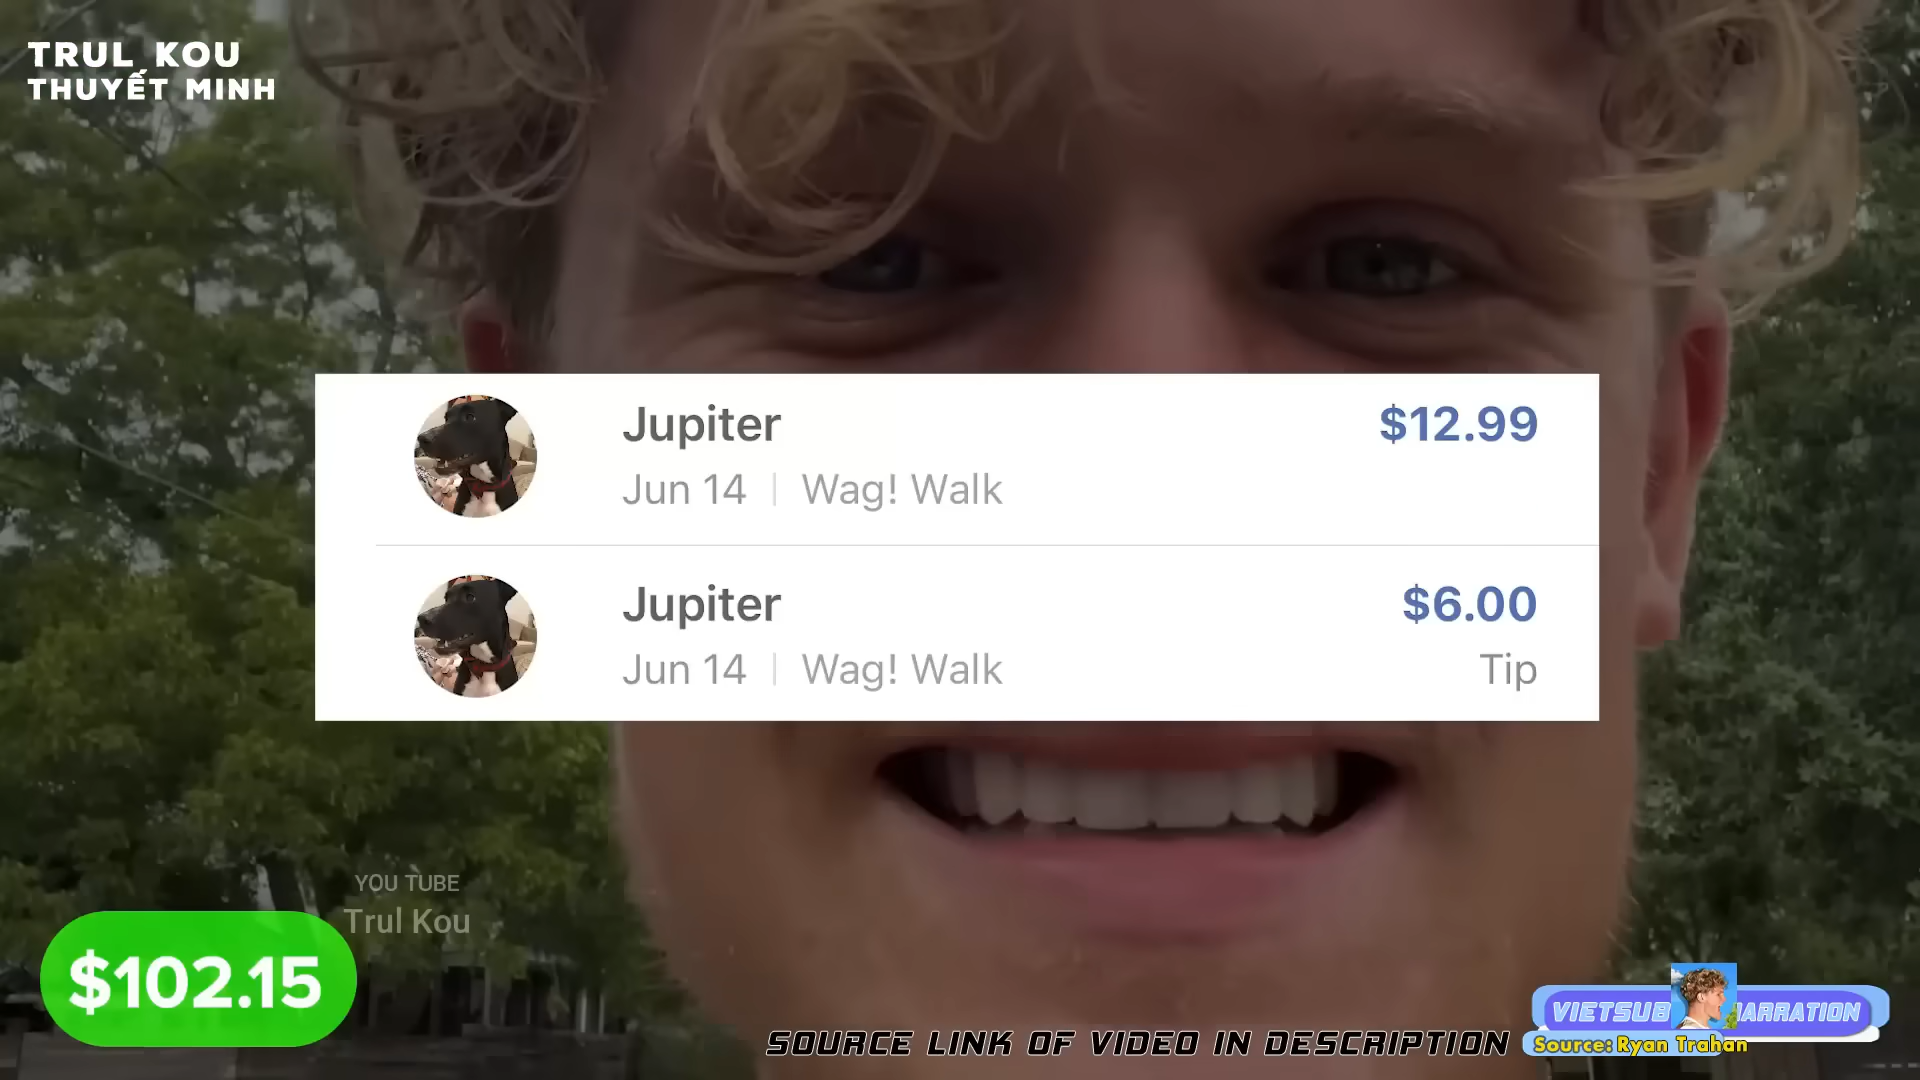 TRUL KOU
THUYẾT MINH
Jupiter
$12.99
Jun 14 | Wag! Walk
Jupiter
$6.00
Jun 14 | Wag! Walk
Tip
YOU TUBE
Trul Kou
$102.15
SOURCE LINK OF VIDEO IN DESCRIPTION
VIETSUB
Source: Ryan Trahan